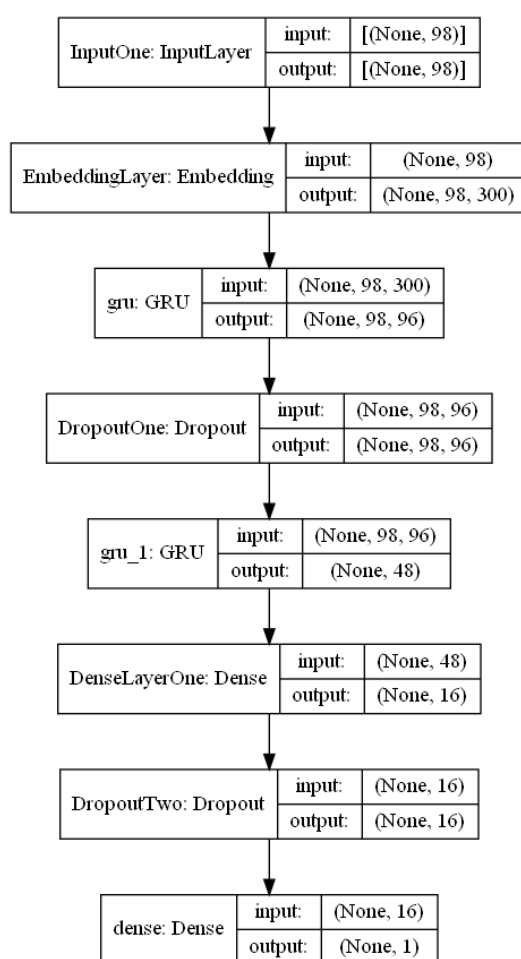 InputOne: InputLayer
input: [(None, 98)]
output: [(None, 98)]
EmbeddingLayer: Embedding
input: (None, 98)
output: (None, 98, 300)
gru: GRU
input: (None, 98, 300)
output: (None, 98, 96)
DropoutOne: Dropout
input: (None, 98, 96)
output: (None, 98, 96)
gru_1: GRU
input: (None, 98, 96)
output: (None, 48)
DenseLayerOne: Dense
input: (None, 48)
output: (None, 16)
DropoutTwo: Dropout
input: (None, 16)
output: (None, 16)
dense: Dense
input: (None, 16)
output: (None, 1)